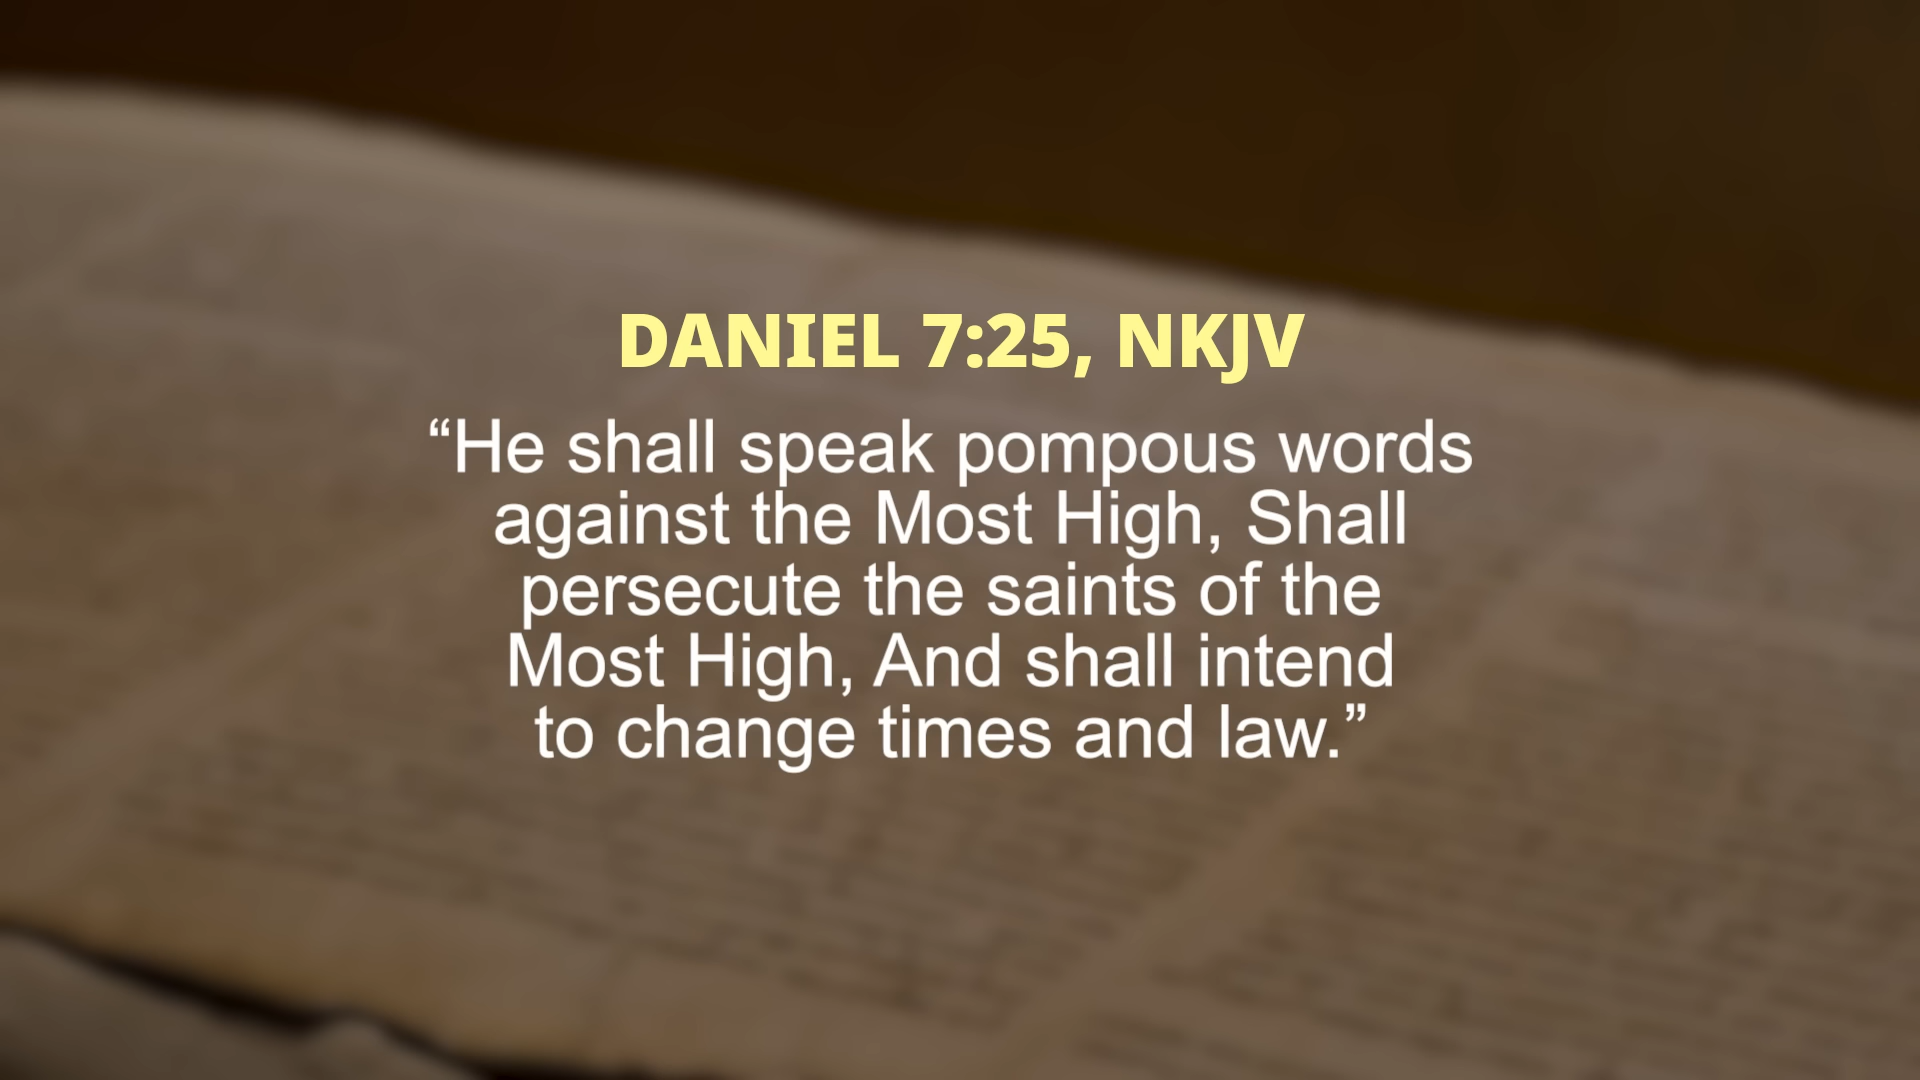 DANIEL 7:25, NKJV
“He shall speak pompous words
against the Most High, Shall
persecute the saints of the
Most High, And shall intend
to change times and law.”